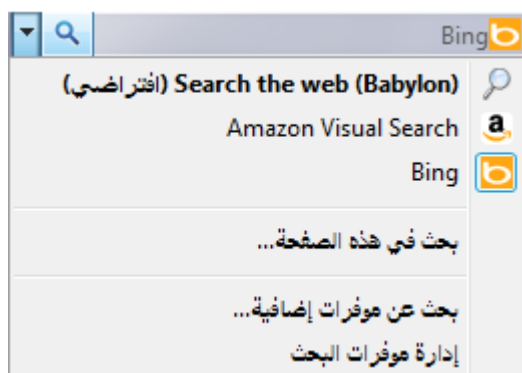 Bing
Search the web (Babylon) (افتراضي)
Amazon Visual Search
Bing
بحث في هذه الصفحة...
بحث عن موفرات إضافية...
إدارة موفرات البحث